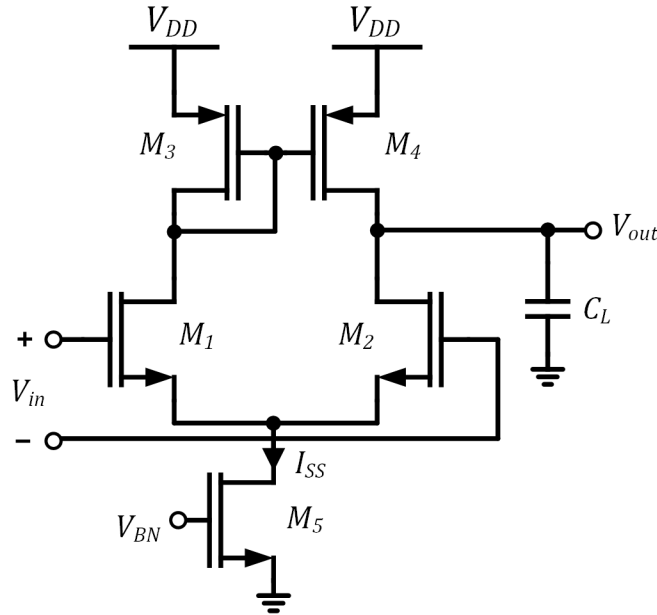 V_DD V_DD
M_3 M_4
V_out
+ M_1 M_2 C_L
V_in
−
I_SS
V_BN M_5